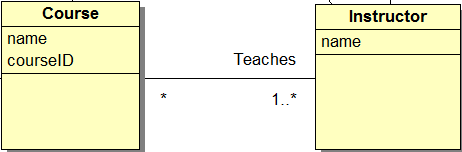 Course
name
courseID
Teaches
*
1..*
Instructor
name